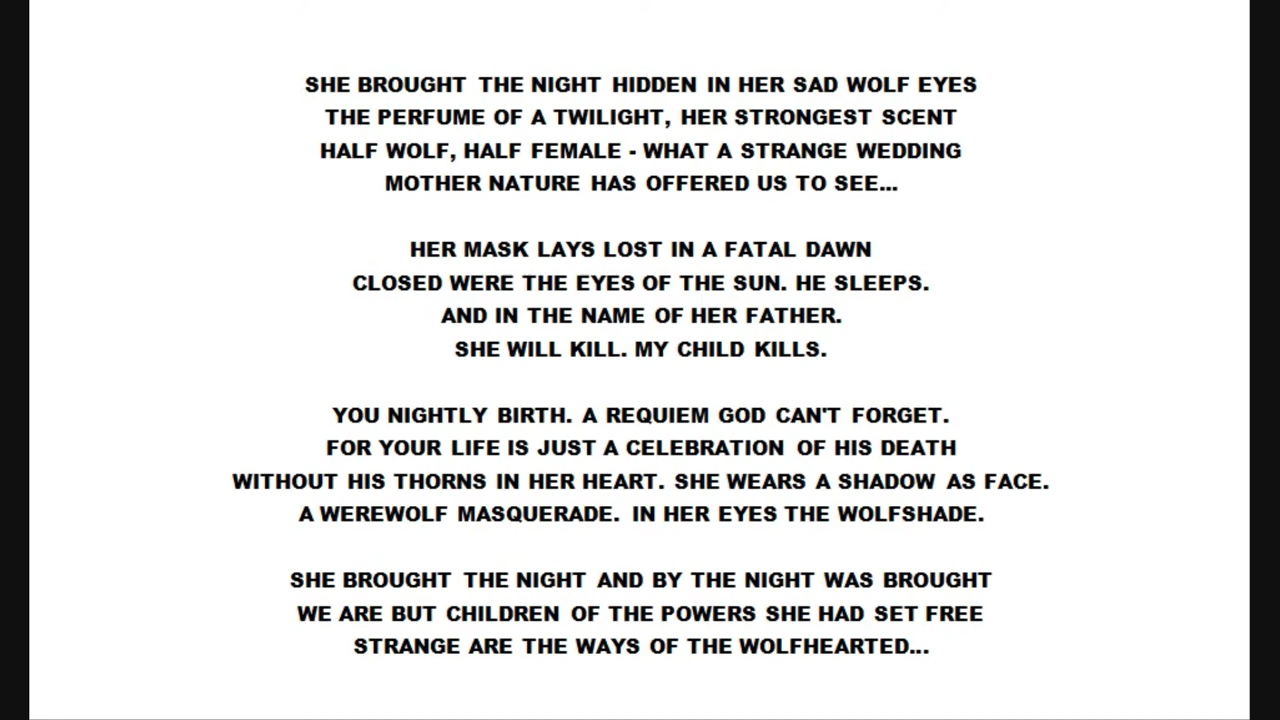 SHE BROUGHT THE NIGHT HIDDEN IN HER SAD WOLF EYES
THE PERFUME OF A TWILIGHT, HER STRONGEST SCENT
HALF WOLF, HALF FEMALE - WHAT A STRANGE WEDDING
MOTHER NATURE HAS OFFERED US TO SEE...
HER MASK LAYS LOST IN A FATAL DAWN
CLOSED WERE THE EYES OF THE SUN. HE SLEEPS.
AND IN THE NAME OF HER FATHER.
SHE WILL KILL. MY CHILD KILLS.
YOU NIGHTLY BIRTH. A REQUIEM GOD CAN'T FORGET.
FOR YOUR LIFE IS JUST A CELEBRATION OF HIS DEATH
WITHOUT HIS THORNS IN HER HEART. SHE WEARS A SHADOW AS FACE.
A WEREWOLF MASQUERADE. IN HER EYES THE WOLFSHADE.
SHE BROUGHT THE NIGHT AND BY THE NIGHT WAS BROUGHT
WE ARE BUT CHILDREN OF THE POWERS SHE HAD SET FREE
STRANGE ARE THE WAYS OF THE WOLFHEARTED...